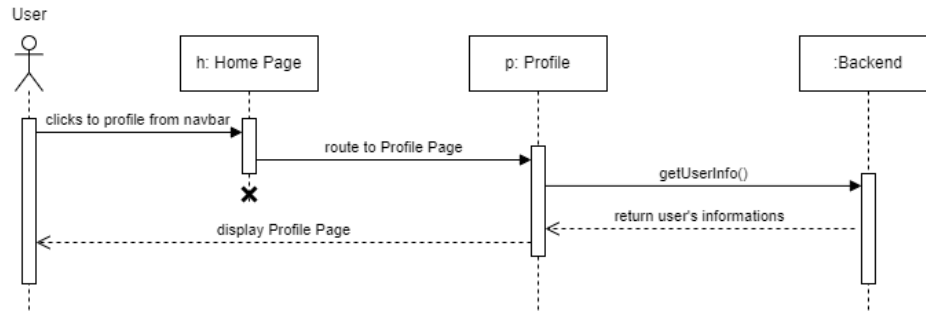 User
h: Home Page
p: Profile
:Backend
clicks to profile from navbar
route to Profile Page
getUserInfo()
return user's informations
display Profile Page